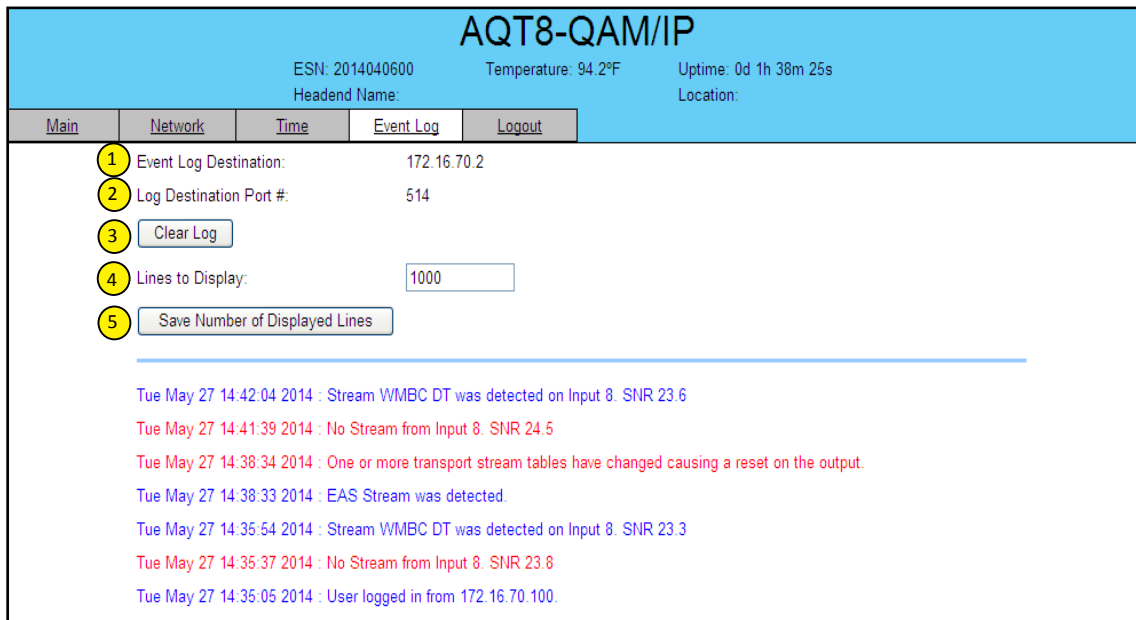 AQT8-QAM/IP
ESN: 2014040600 Temperature: 94.2ºF Uptime: 0d 1h 38m 25s
Headend Name: Location:
Main Network Time Event Log Logout
1 Event Log Destination: 172.16.70.2
2 Log Destination Port #: 514
3 Clear Log
4 Lines to Display: 1000
5 Save Number of Displayed Lines
Tue May 27 14:42:04 2014 : Stream WMBC DT was detected on Input 8. SNR 23.6
Tue May 27 14:41:39 2014 : No Stream from Input 8. SNR 24.5
Tue May 27 14:38:34 2014 : One or more transport stream tables have changed causing a reset on the output.
Tue May 27 14:38:33 2014 : EAS Stream was detected.
Tue May 27 14:35:54 2014 : Stream WMBC DT was detected on Input 8. SNR 23.3
Tue May 27 14:35:37 2014 : No Stream from Input 8. SNR 23.8
Tue May 27 14:35:05 2014 : User logged in from 172.16.70.100.